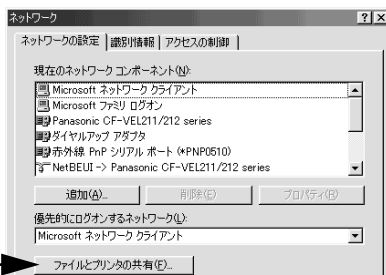 ネットワーク
ネットワークの設定 識別情報 アクセスの制御
現在のネットワーク コンポーネント(N):
Microsoft ネットワーク クライアント
Microsoft ファミリ ログオン
Panasonic CF-VEL211/212 series
ダイヤルアップ アダプタ
赤外線 PnP シリアル ポート (*PNP0510)
NetBEUI -> Panasonic CF-VEL211/212 series
追加(A)... 削除(E) プロパティ(R)
優先的にログオンするネットワーク(L):
Microsoft ネットワーク クライアント
ファイルとプリンタの共有(F)...